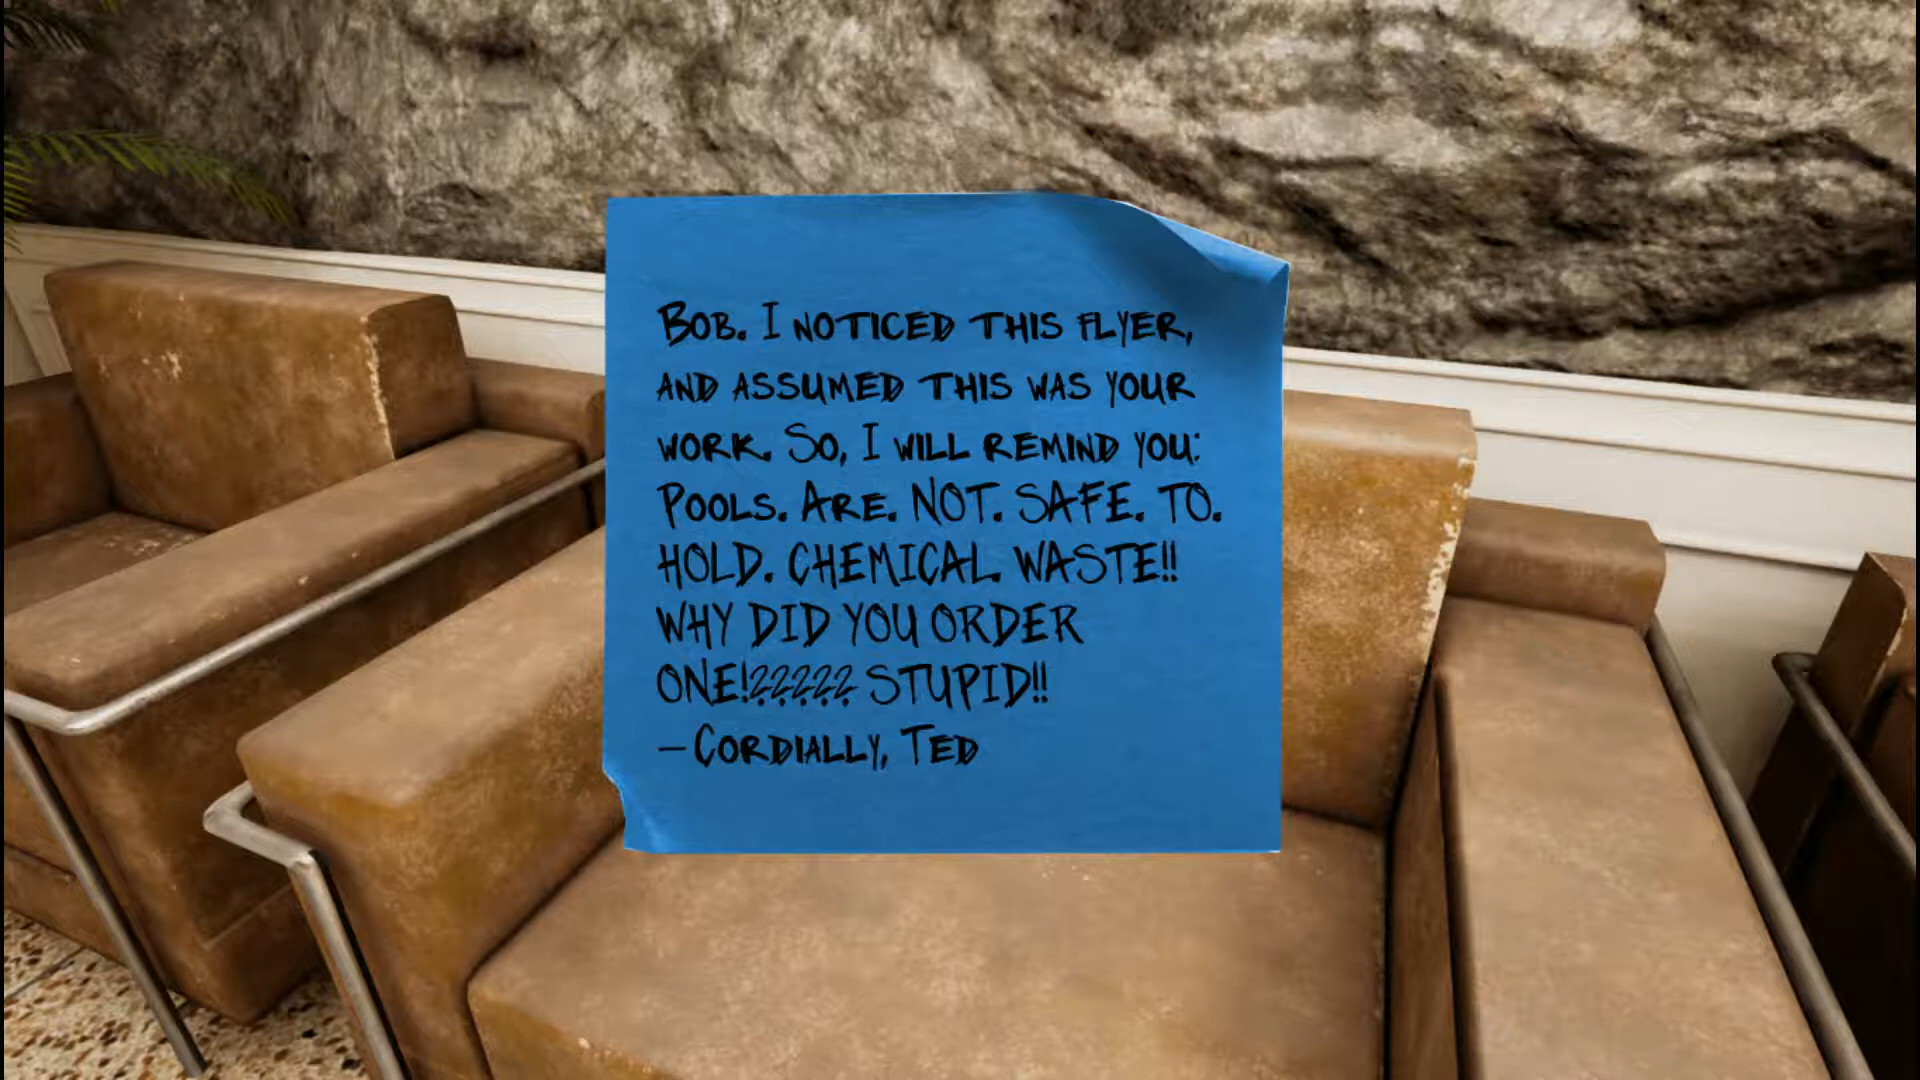 Bob. I noticed this flyer,
and assumed this was your
work. So, I will remind you:
Pools. Are. NOT. SAFE. TO.
HOLD. CHEMICAL. WASTE!!
WHY DID YOU ORDER
ONE!????? STUPID!!
– Cordially, Ted